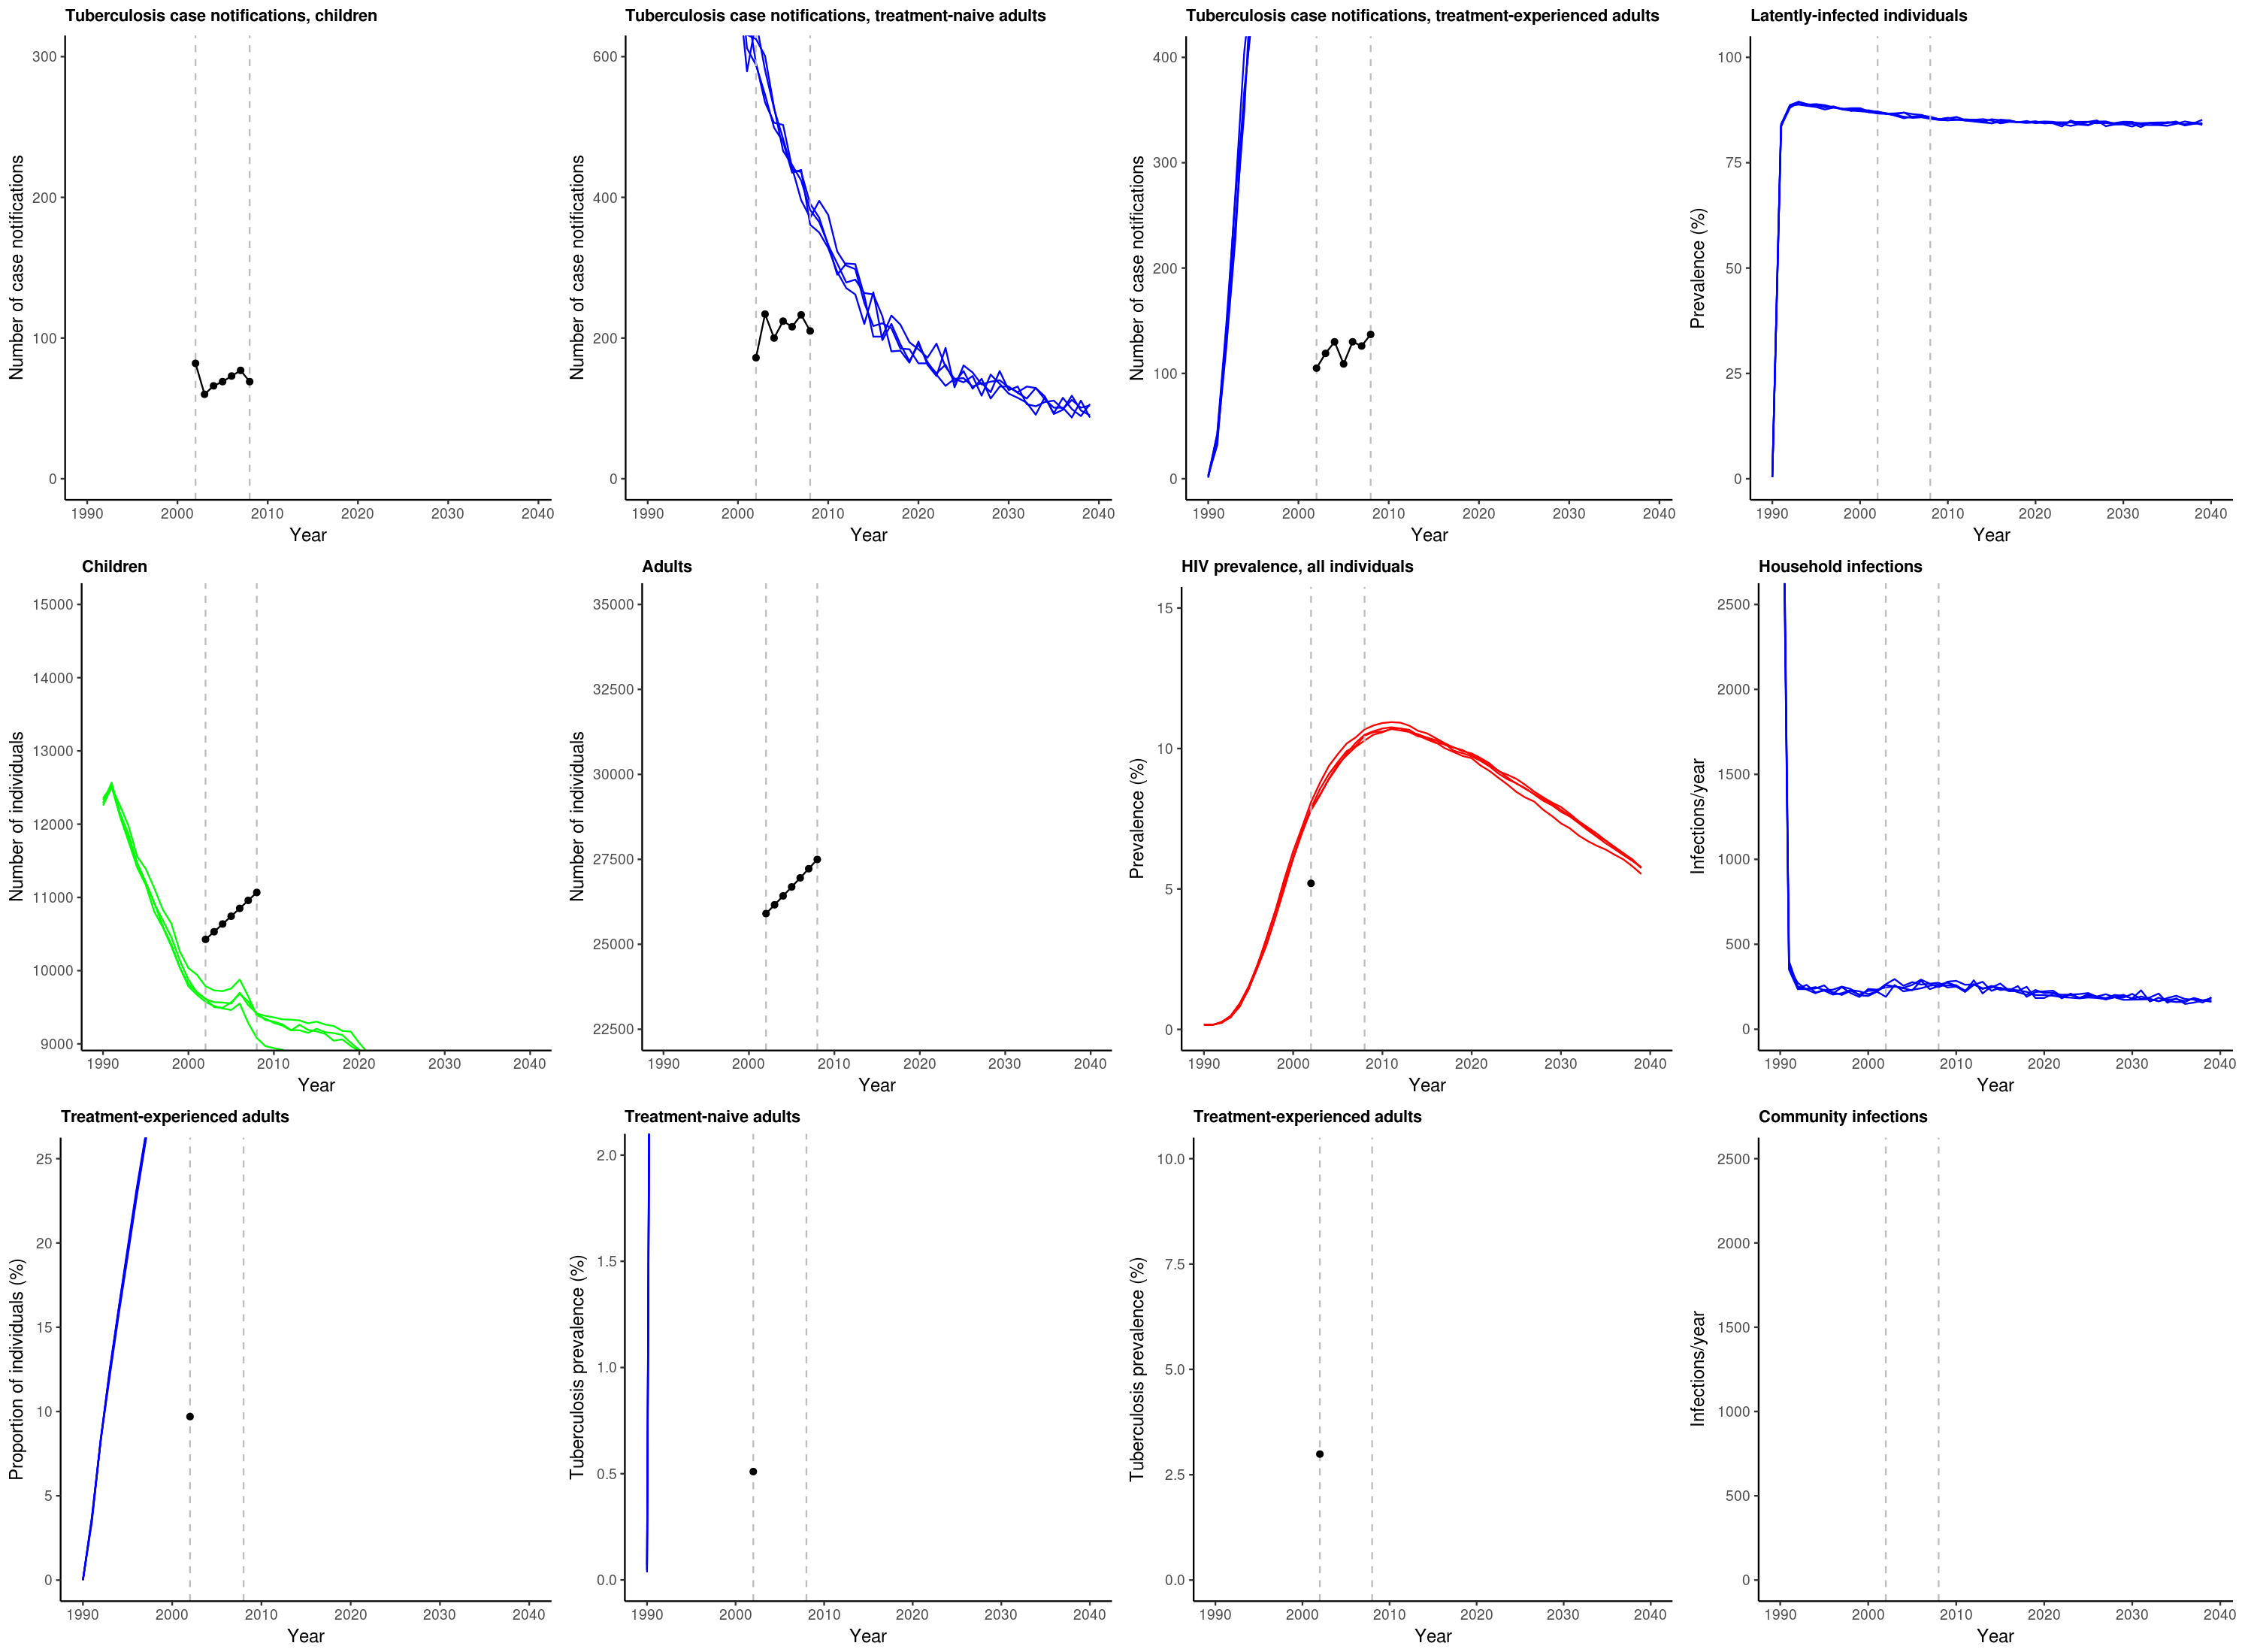 Tuberculosis case notifications, children
Number of case notifications
300
200
100
0
1990 2000 2010 2020 2030 2040
Year
Tuberculosis case notifications, treatment-naive adults
Number of case notifications
600
400
200
0
1990 2000 2010 2020 2030 2040
Year
Tuberculosis case notifications, treatment-experienced adults
Number of case notifications
400
300
200
100
0
1990 2000 2010 2020 2030 2040
Year
Latently-infected individuals
Prevalence (%)
100
75
50
25
0
1990 2000 2010 2020 2030 2040
Year
Children
Number of individuals
15000
14000
13000
12000
11000
10000
9000
1990 2000 2010 2020 2030 2040
Year
Adults
Number of individuals
35000
32500
30000
27500
25000
22500
1990 2000 2010 2020 2030 2040
Year
HIV prevalence, all individuals
Prevalence (%)
15
10
5
0
1990 2000 2010 2020 2030 2040
Year
Household infections
Infections/year
2500
2000
1500
1000
500
0
1990 2000 2010 2020 2030 2040
Year
Treatment-experienced adults
Proportion of individuals (%)
25
20
15
10
5
0
1990 2000 2010 2020 2030 2040
Year
Treatment-naive adults
Tuberculosis prevalence (%)
2.0
1.5
1.0
0.5
0.0
1990 2000 2010 2020 2030 2040
Year
Treatment-experienced adults
Tuberculosis prevalence (%)
10.0
7.5
5.0
2.5
0.0
1990 2000 2010 2020 2030 2040
Year
Community infections
Infections/year
2500
2000
1500
1000
500
0
1990 2000 2010 2020 2030 2040
Year